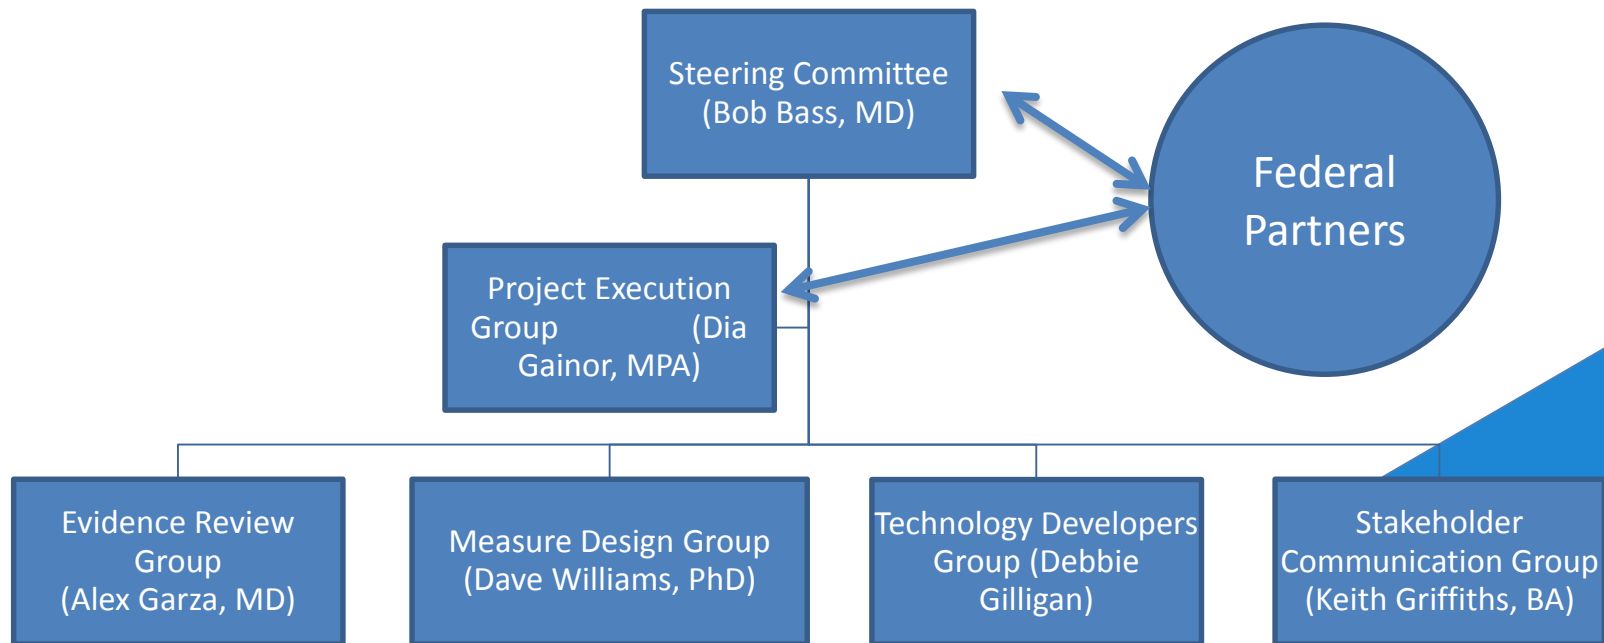 Steering Committee
(Bob Bass, MD)
Federal
Partners
Project Execution
Group (Dia
Gainor, MPA)
Evidence Review
Group
(Alex Garza, MD)
Measure Design Group
(Dave Williams, PhD)
Technology Developers
Group (Debbie
Gilligan)
Stakeholder
Communication Group
(Keith Griffiths, BA)